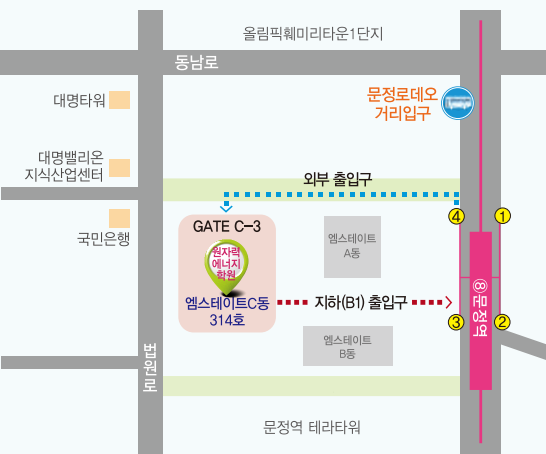 올림픽훼미리타운1단지
동남로
문정로데오
거리입구
대명타워
대명밸리온
지식산업센터
국민은행
외부 출입구
④
①
GATE C-3
원자력
에너지
학원
엠스테이트C동
314호
엠스테이트
A동
지하(B1) 출입구
⑧문정역
③
②
엠스테이트
B동
법원로
문정역 테라타워